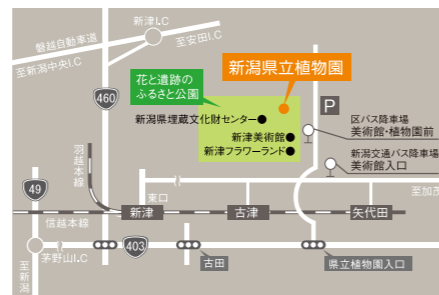 新津I.C
磐越自動車道
至安田I.C
至新潟中央I.C
新潟県立植物園
花と遺跡の
ふるさと公園
460
P
新潟県埋蔵文化財センター
区バス降車場
美術館・植物園前
新津美術館
新津フラワーランド
新潟交通バス降車場
美術館入口
羽越本線
49
東口
至加茂
信越本線
新津
古津
矢代田
茅野山I.C
403
至新潟
古田
県立植物園入口